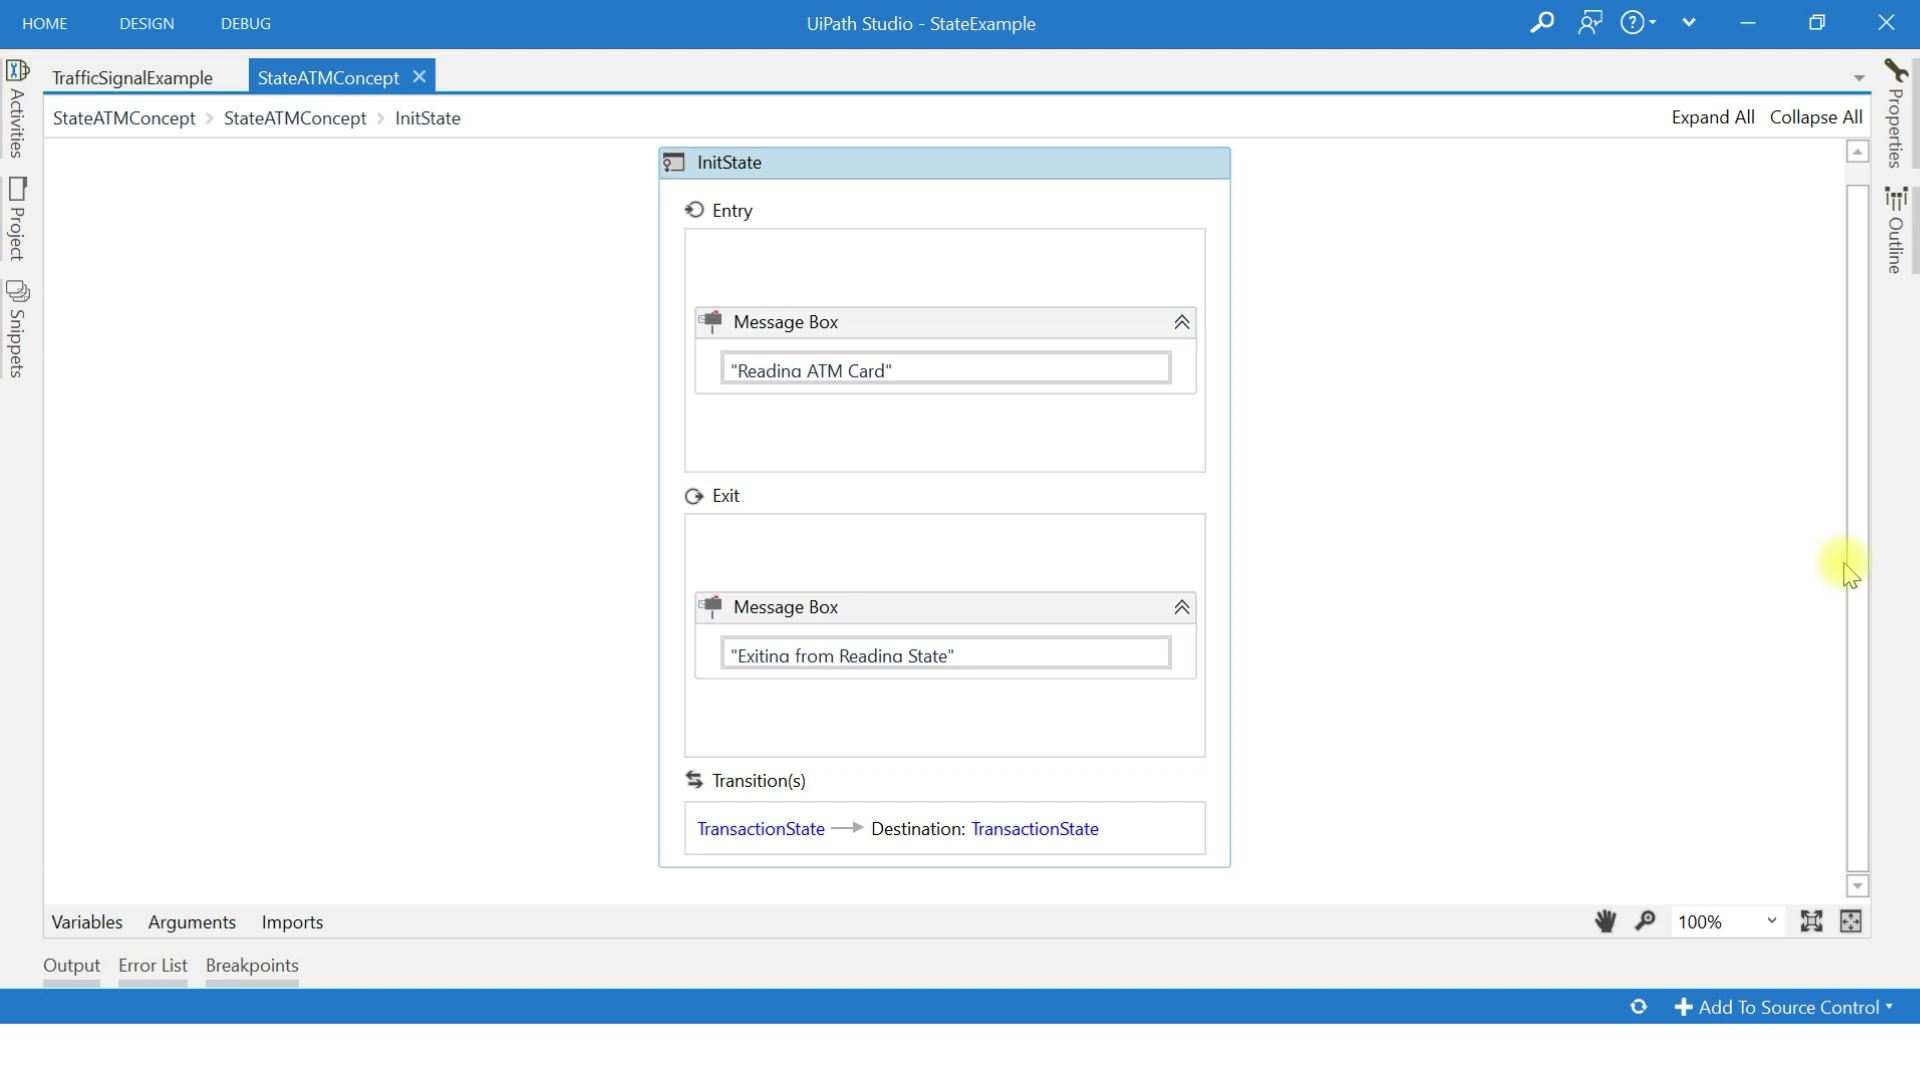 HOME DESIGN DEBUG UiPath Studio - StateExample
TrafficSignalExample StateATMConcept
StateATMConcept StateATMConcept InitState Expand All Collapse All
Activities
Project
Snippets
Properties
Outline
InitState
Entry
Message Box
"Reading ATM Card"
Exit
Message Box
"Exiting from Reading State"
Transition(s)
TransactionState Destination: TransactionState
Variables Arguments Imports 100%
Output Error List Breakpoints
Add To Source Control